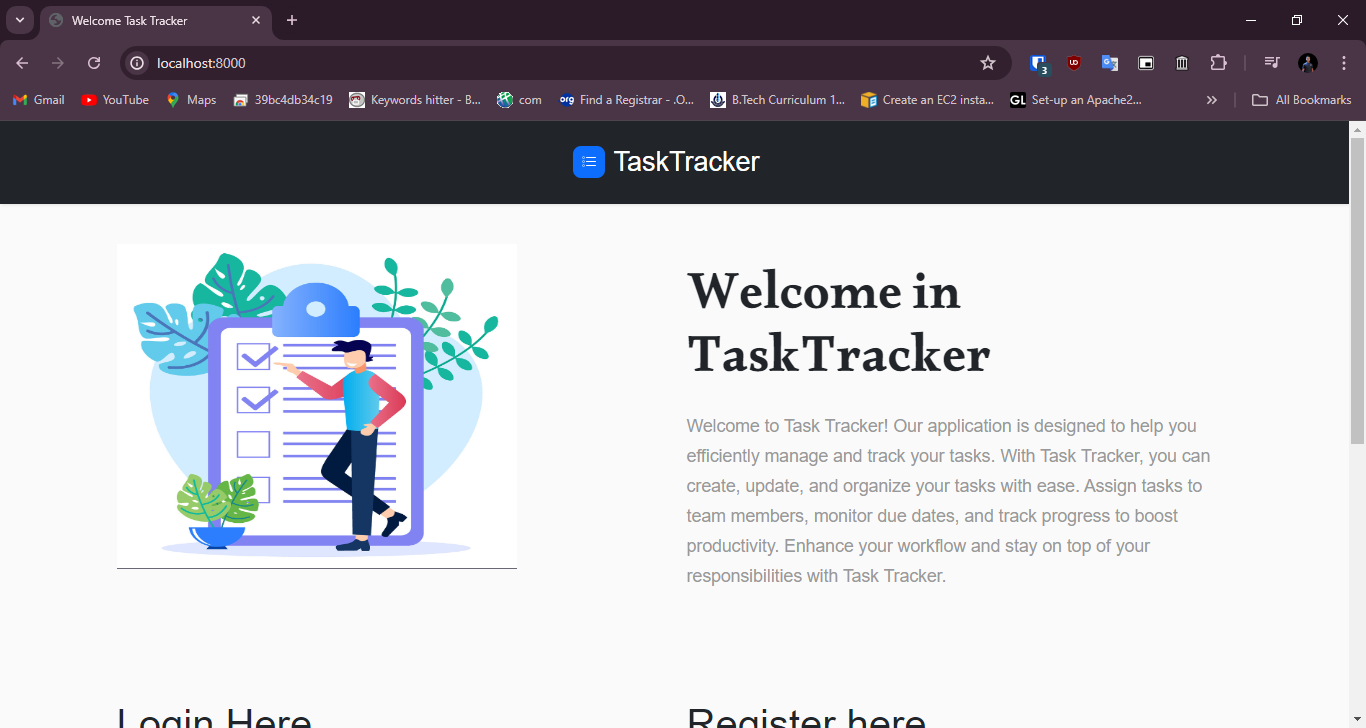 Welcome Task Tracker
localhost:8000
3
Gmail
YouTube
Maps
39bc4db34c19
Keywords hitter - B...
com
org
Find a Registrar - .O...
B.Tech Curriculum 1...
Create an EC2 insta...
GL
Set-up an Apache2...
All Bookmarks
TaskTracker
Welcome in
TaskTracker
Welcome to Task Tracker! Our application is designed to help you
efficiently manage and track your tasks. With Task Tracker, you can
create, update, and organize your tasks with ease. Assign tasks to
team members, monitor due dates, and track progress to boost
productivity. Enhance your workflow and stay on top of your
responsibilities with Task Tracker.
Login Here
Register here